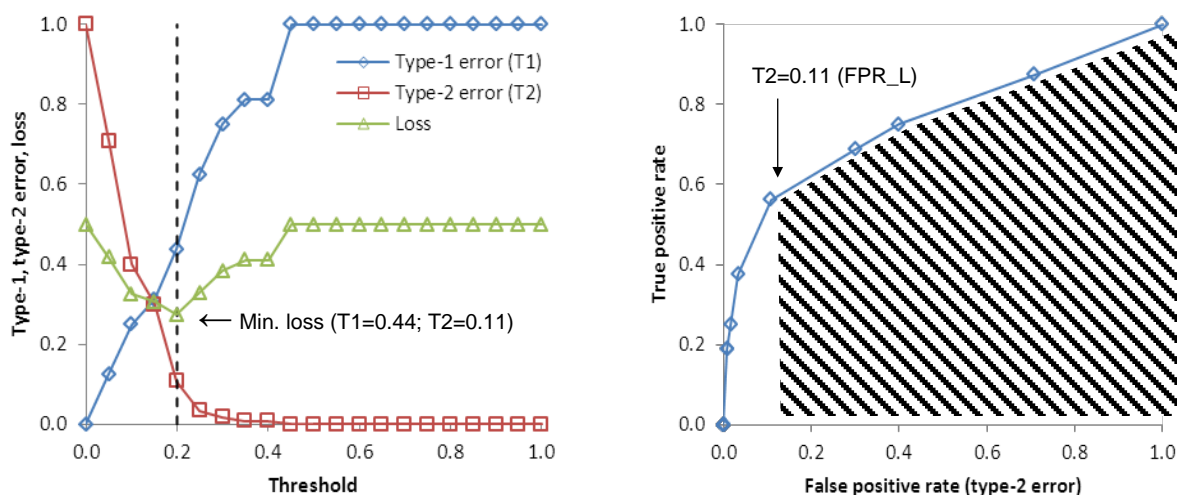 1.0
0.8
0.6
0.4
0.2
0.0
Type-1, type-2 error, loss
Type-1 error (T1)
Type-2 error (T2)
Loss
Min. loss (T1=0.44; T2=0.11)
0.0 0.2 0.4 0.6 0.8 1.0
Threshold
1.0
0.8
0.6
0.4
0.2
0.0
True positive rate
T2=0.11 (FPR_L)
0.0 0.2 0.4 0.6 0.8 1.0
False positive rate (type-2 error)